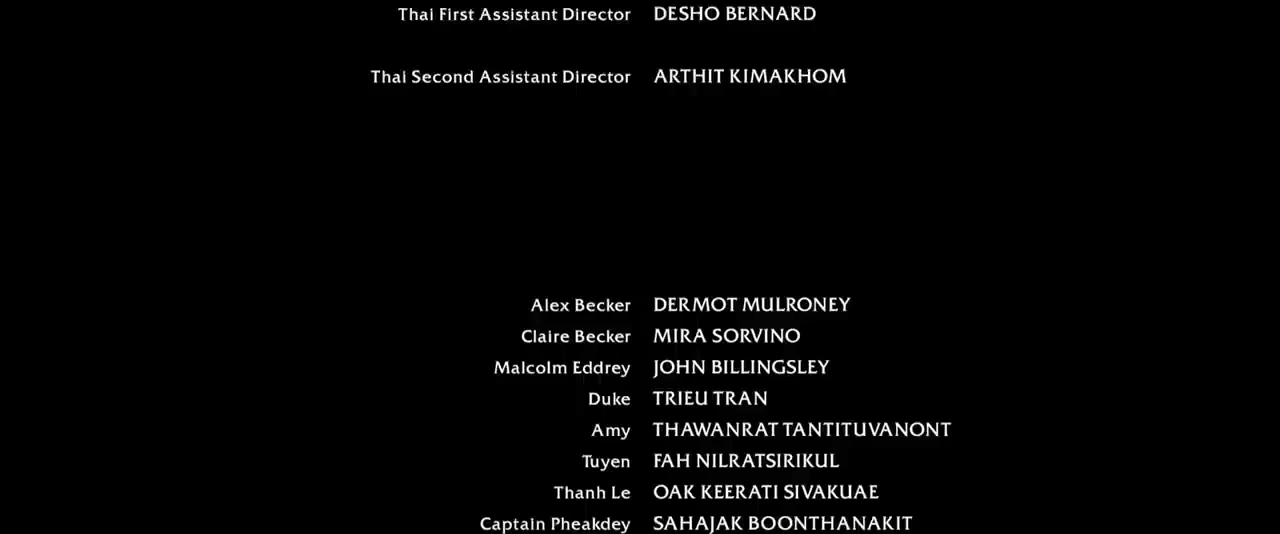 Thai First Assistant Director DESHO BERNARD
Thai Second Assistant Director ARTHIT KIMAKHOM
Alex Becker DERMOT MULRONEY
Claire Becker MIRA SORVINO
Malcolm Eddrey JOHN BILLINGSLEY
Duke TRIEU TRAN
Amy THAWANRAT TANTITUVANONT
Tuyen FAH NILRATSIRIKUL
Thanh Le OAK KEERATI SIVAKUAE
Captain Pheakdey SAHAJAK BOONTHANAKIT